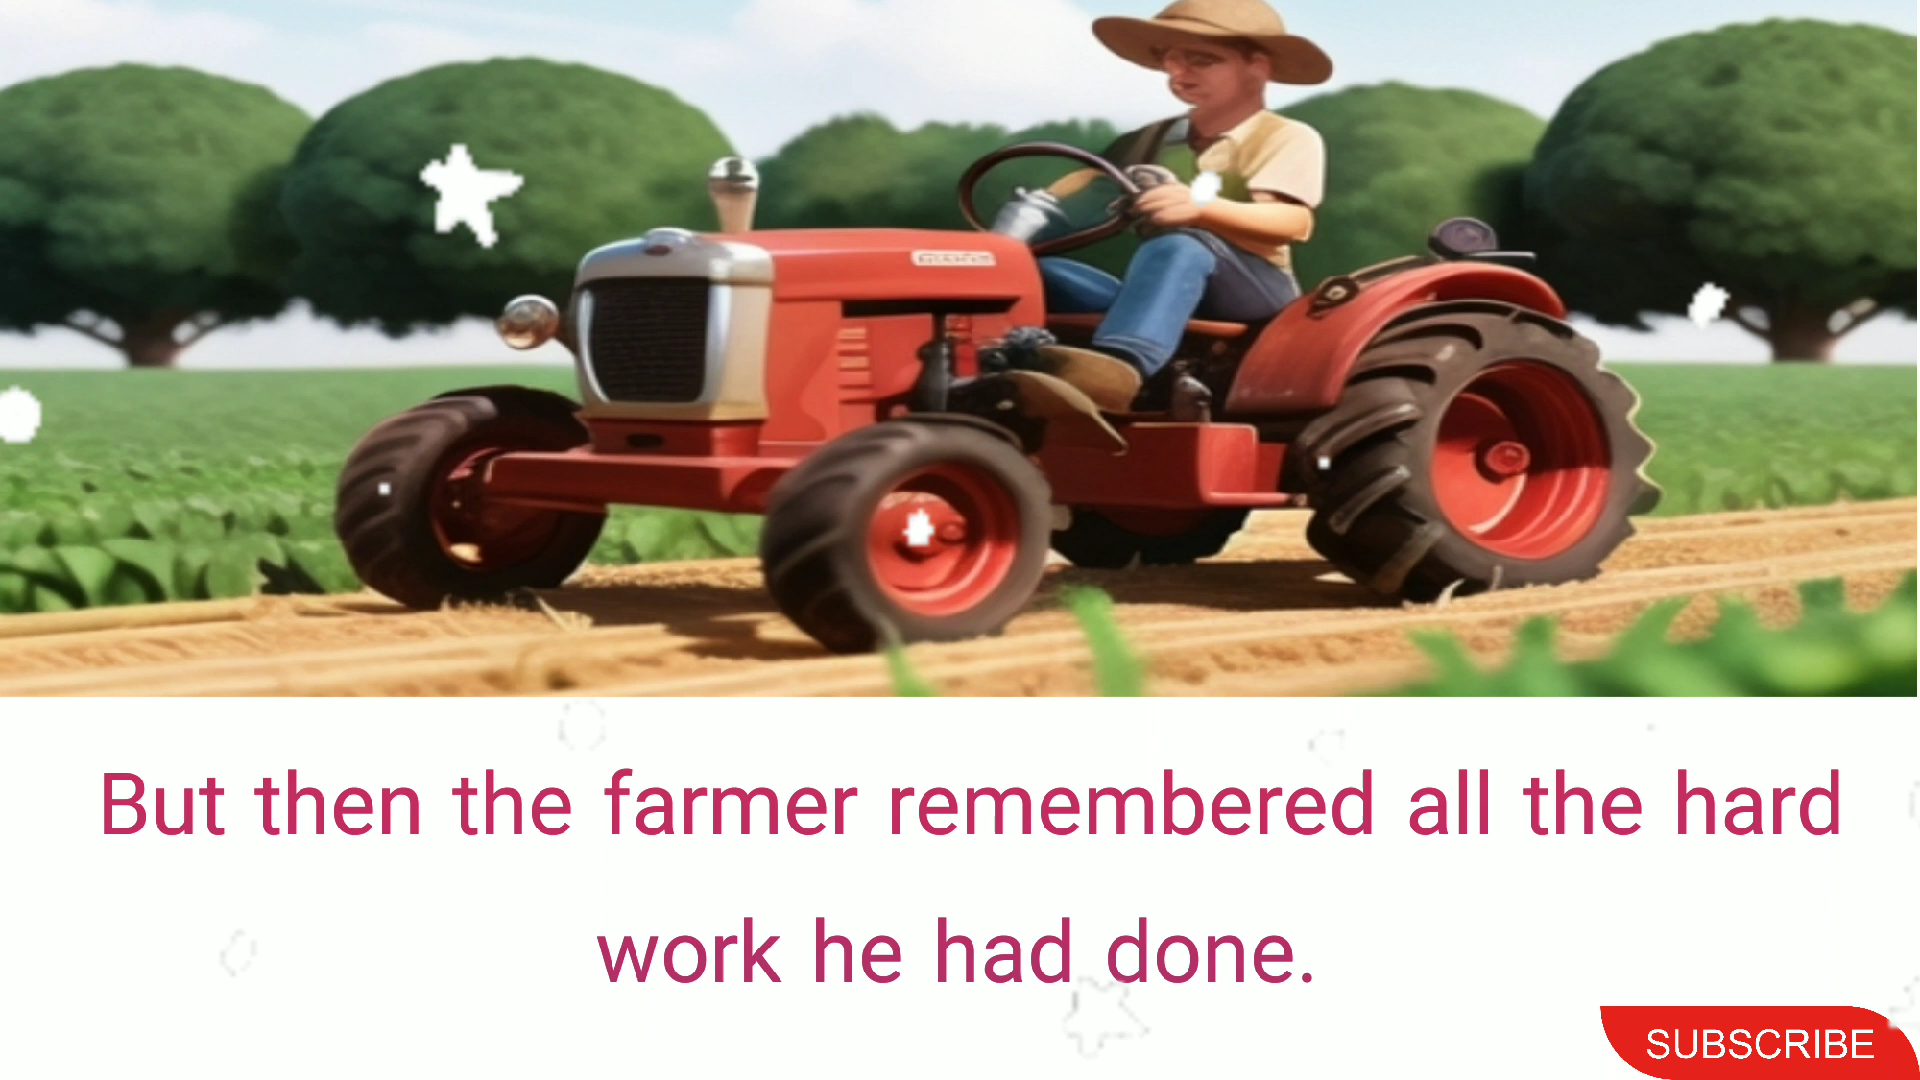 But then the farmer remembered all the hard
work he had done.
SUBSCRIBE